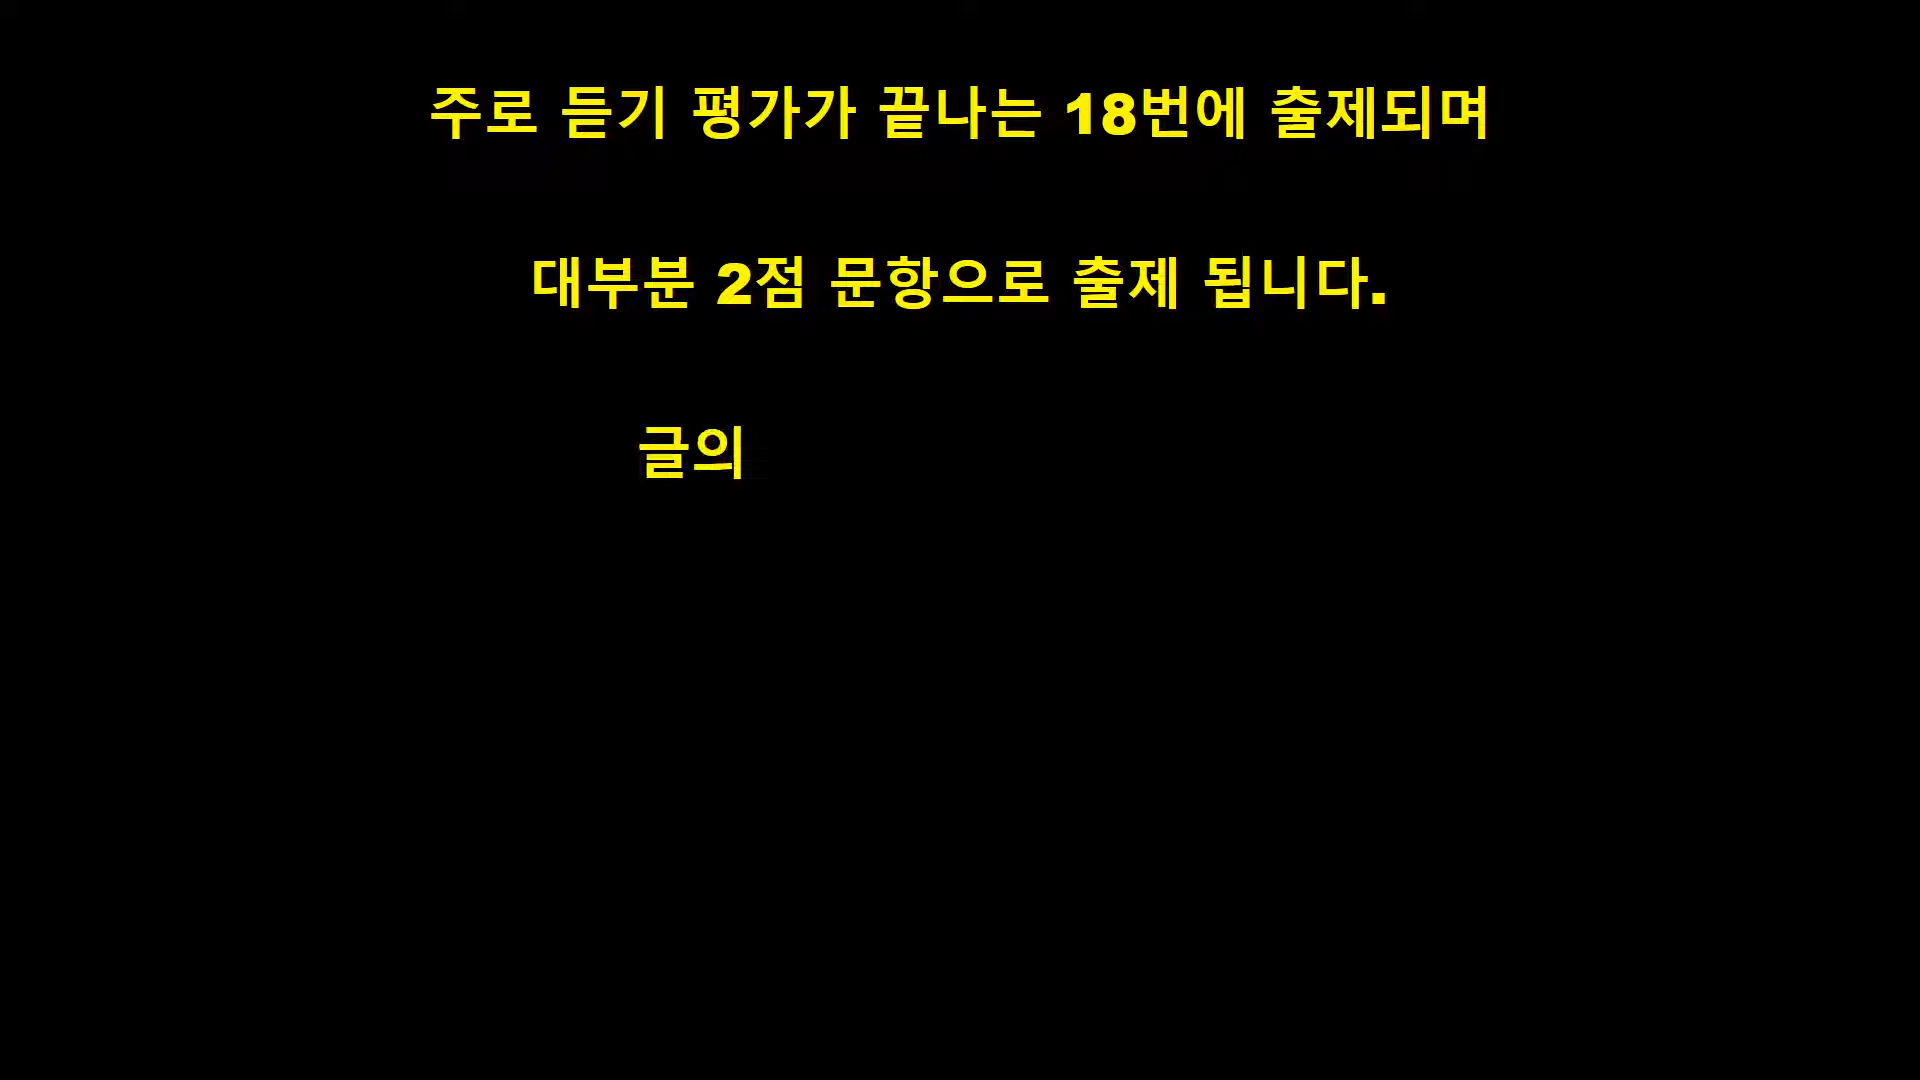 주로 듣기 평가가 끝나는 18번에 출제되며
대부분 2점 문항으로 출제 됩니다.
글의